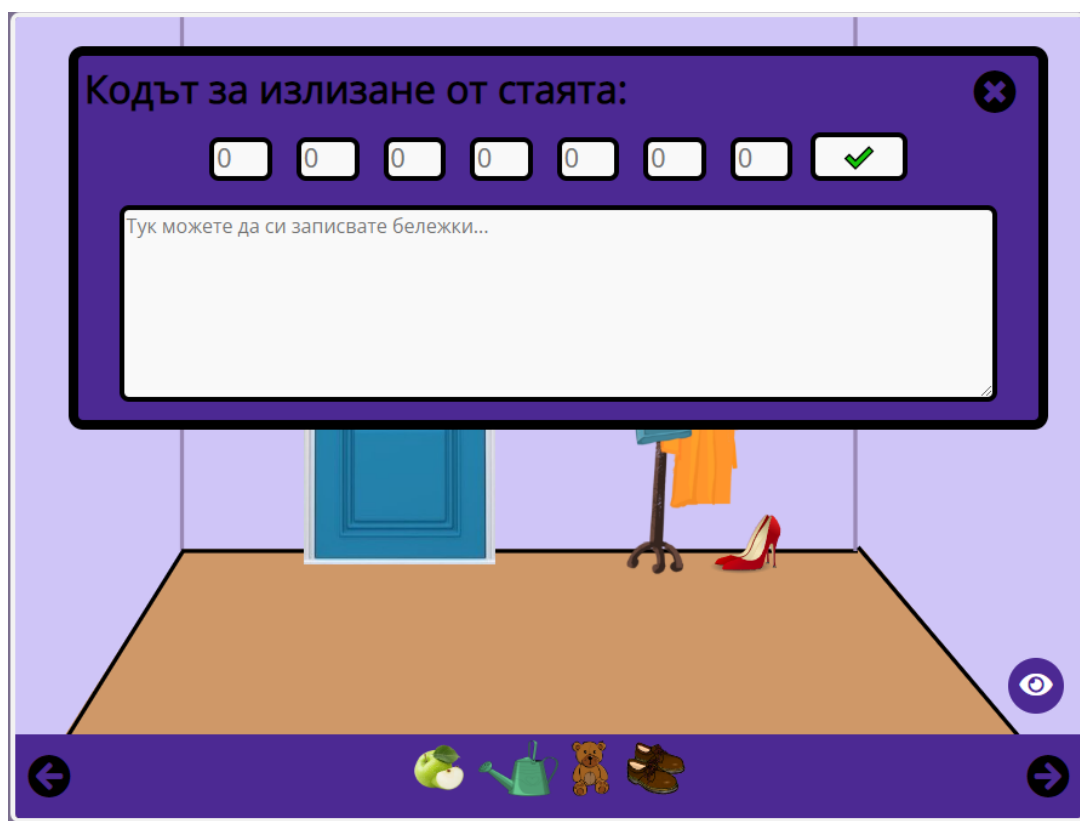 Кодът за излизане от стаята:
0 0 0 0 0 0 0
Тук можете да си записвате бележки...